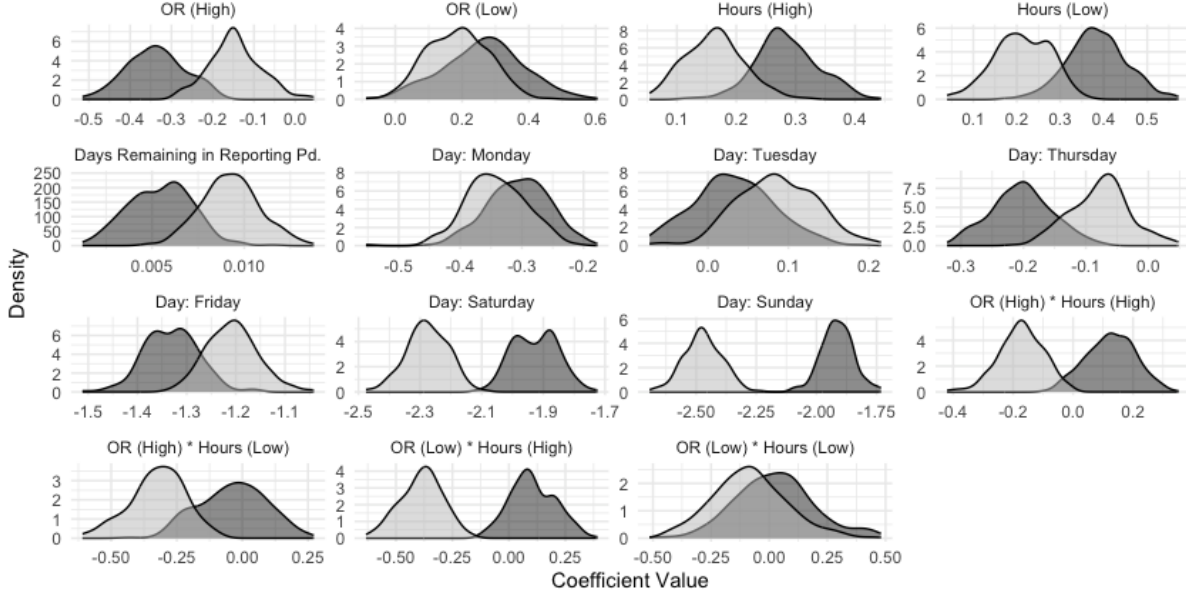 OR (High)
OR (Low)
Hours (High)
Hours (Low)
6
4
2
0
4
3
2
1
0
8
6
4
2
0
6
4
2
0
-0.5 -0.4 -0.3 -0.2 -0.1 0.0
0.0 0.2 0.4 0.6
0.1 0.2 0.3 0.4
0.1 0.2 0.3 0.4 0.5
Days Remaining in Reporting Pd.
Day: Monday
Day: Tuesday
Day: Thursday
250
200
150
100
50
0
8
6
4
2
0
8
6
4
2
0
7.5
5.0
2.5
0.0
0.005 0.010
-0.5 -0.4 -0.3 -0.2
0.0 0.1 0.2
-0.3 -0.2 -0.1 0.0
Density
Day: Friday
Day: Saturday
Day: Sunday
OR (High) * Hours (High)
6
4
2
0
4
2
0
6
4
2
0
4
2
0
-1.5 -1.4 -1.3 -1.2 -1.1
-2.5 -2.3 -2.1 -1.9 -1.7
-2.50 -2.25 -2.00 -1.75
-0.4 -0.2 0.0 0.2
OR (High) * Hours (Low)
OR (Low) * Hours (High)
OR (Low) * Hours (Low)
3
2
1
0
4
3
2
1
0
2
1
0
-0.50 -0.25 0.00 0.25
-0.50 -0.25 0.00 0.25
-0.50 -0.25 0.00 0.25 0.50
Coefficient Value